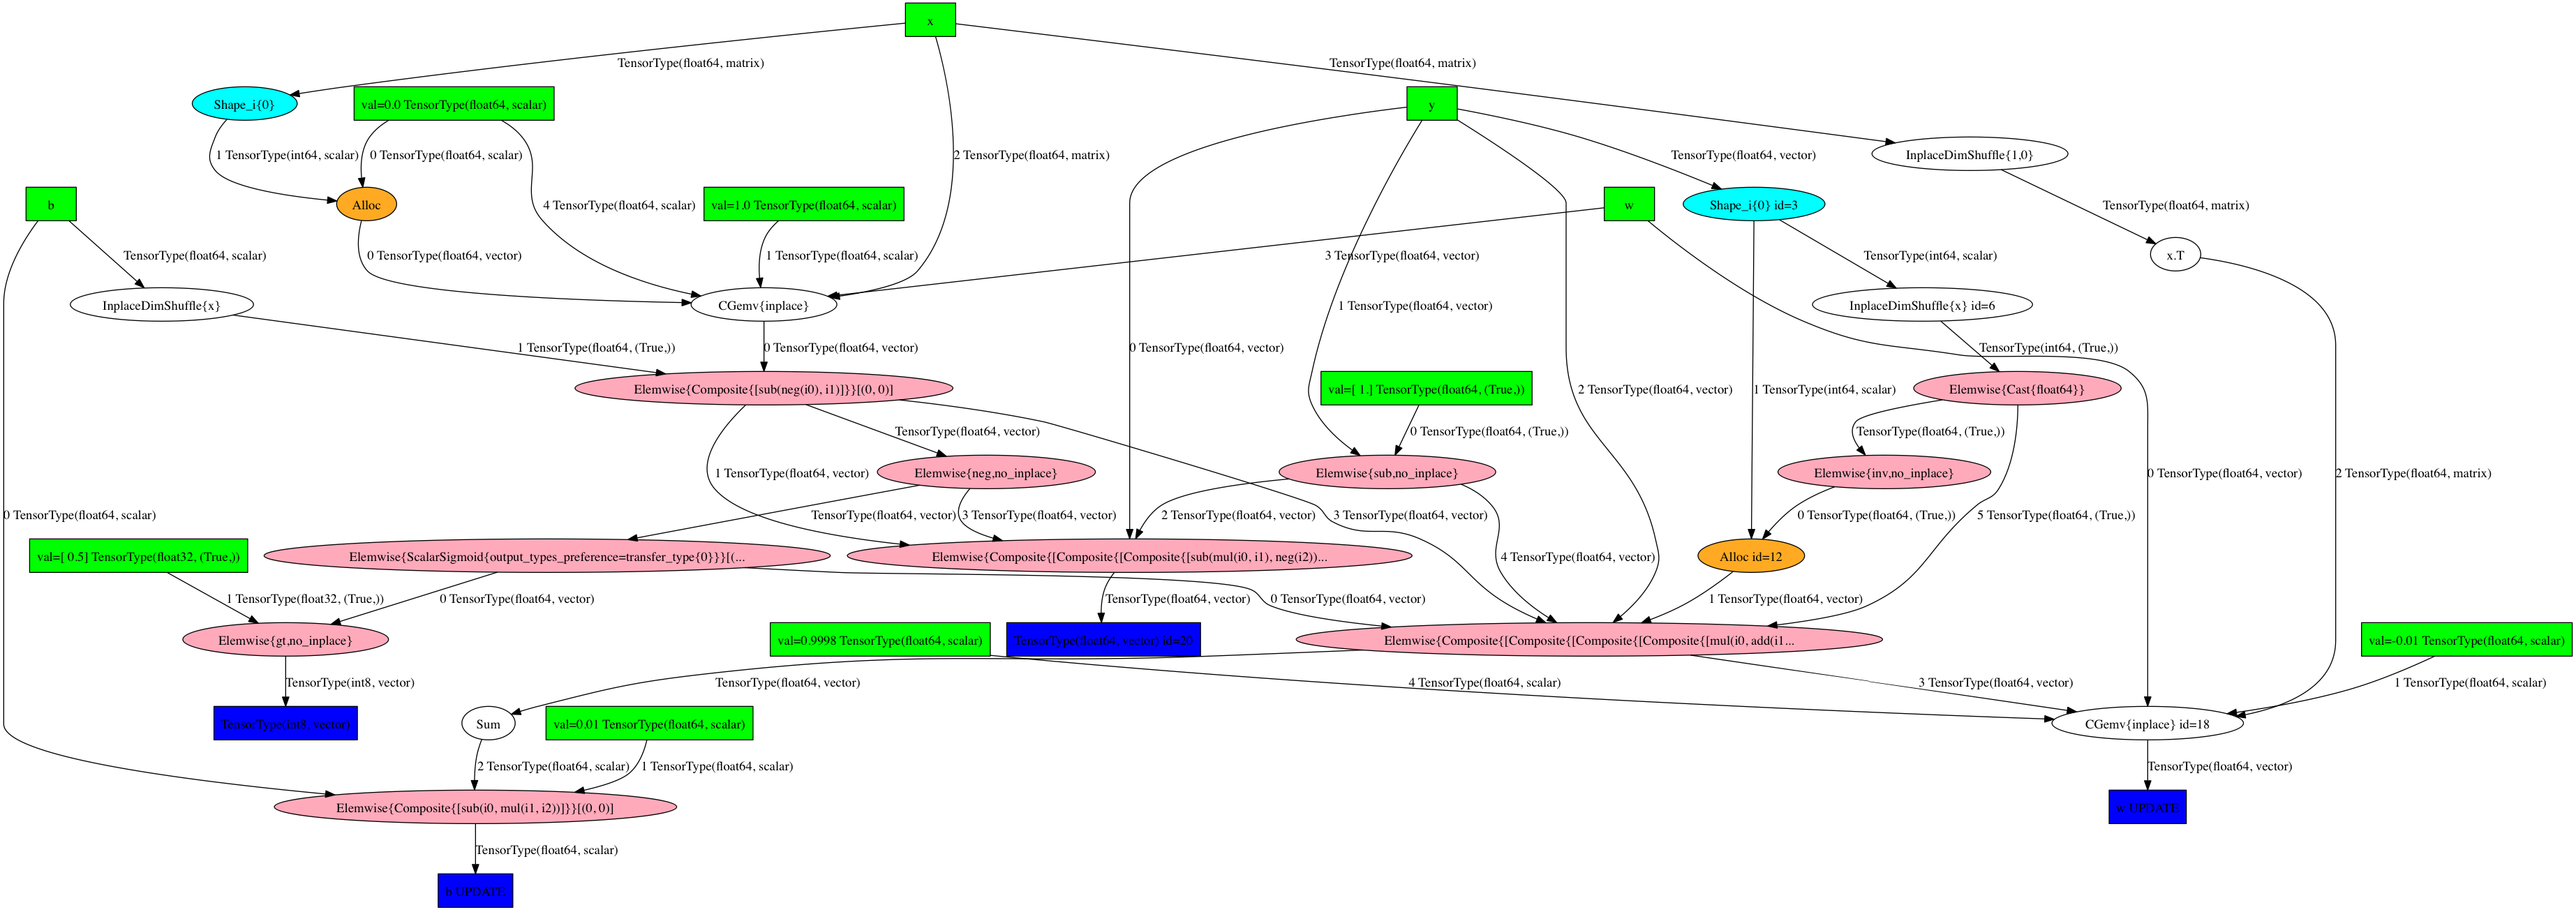 x
TensorType(float64, matrix)
TensorType(float64, matrix)
Shape_i{0}
val=0.0 TensorType(float64, scalar)
y
1 TensorType(int64, scalar)
0 TensorType(float64, scalar)
2 TensorType(float64, matrix)
TensorType(float64, vector)
InplaceDimShuffle{1,0}
b
Alloc
4 TensorType(float64, scalar)
val=1.0 TensorType(float64, scalar)
w
Shape_i{0} id=3
TensorType(float64, matrix)
TensorType(float64, scalar)
0 TensorType(float64, vector)
1 TensorType(float64, scalar)
3 TensorType(float64, vector)
TensorType(int64, scalar)
x.T
InplaceDimShuffle{x}
CGemv{inplace}
1 TensorType(float64, vector)
InplaceDimShuffle{x} id=6
1 TensorType(float64, (True,))
0 TensorType(float64, vector)
0 TensorType(float64, vector)
TensorType(int64, (True,))
Elemwise{Composite{[sub(neg(i0), i1)]}}[(0, 0)]
val=[ 1.] TensorType(float64, (True,))
2 TensorType(float64, vector)
1 TensorType(int64, scalar)
Elemwise{Cast{float64}}
TensorType(float64, vector)
0 TensorType(float64, (True,))
TensorType(float64, (True,))
1 TensorType(float64, vector)
Elemwise{neg,no_inplace}
Elemwise{sub,no_inplace}
Elemwise{inv,no_inplace}
0 TensorType(float64, vector)
2 TensorType(float64, matrix)
0 TensorType(float64, scalar)
TensorType(float64, vector)
3 TensorType(float64, vector)
2 TensorType(float64, vector)
3 TensorType(float64, vector)
0 TensorType(float64, (True,))
5 TensorType(float64, (True,))
val=[ 0.5] TensorType(float32, (True,))
Elemwise{ScalarSigmoid{output_types_preference=transfer_type{0}}}[(...
Elemwise{Composite{[Composite{[Composite{[Composite{[sub(mul(i0, i1), neg(i2))...
4 TensorType(float64, vector)
Alloc id=12
1 TensorType(float32, (True,))
0 TensorType(float64, vector)
TensorType(float64, vector)
0 TensorType(float64, vector)
1 TensorType(float64, vector)
Elemwise{gt,no_inplace}
val=0.9998 TensorType(float64, scalar)
TensorType(float64, vector) id=20
Elemwise{Composite{[Composite{[Composite{[Composite{[Composite{[mul(i0, add(i1...
val=-0.01 TensorType(float64, scalar)
TensorType(int8, vector)
TensorType(float64, vector)
4 TensorType(float64, scalar)
3 TensorType(float64, vector)
1 TensorType(float64, scalar)
TensorType(int8, vector)
Sum
val=0.01 TensorType(float64, scalar)
CGemv{inplace} id=18
2 TensorType(float64, scalar)
1 TensorType(float64, scalar)
TensorType(float64, vector)
Elemwise{Composite{[sub(i0, mul(i1, i2))]}}[(0, 0)]
w UPDATE
TensorType(float64, scalar)
b UPDATE